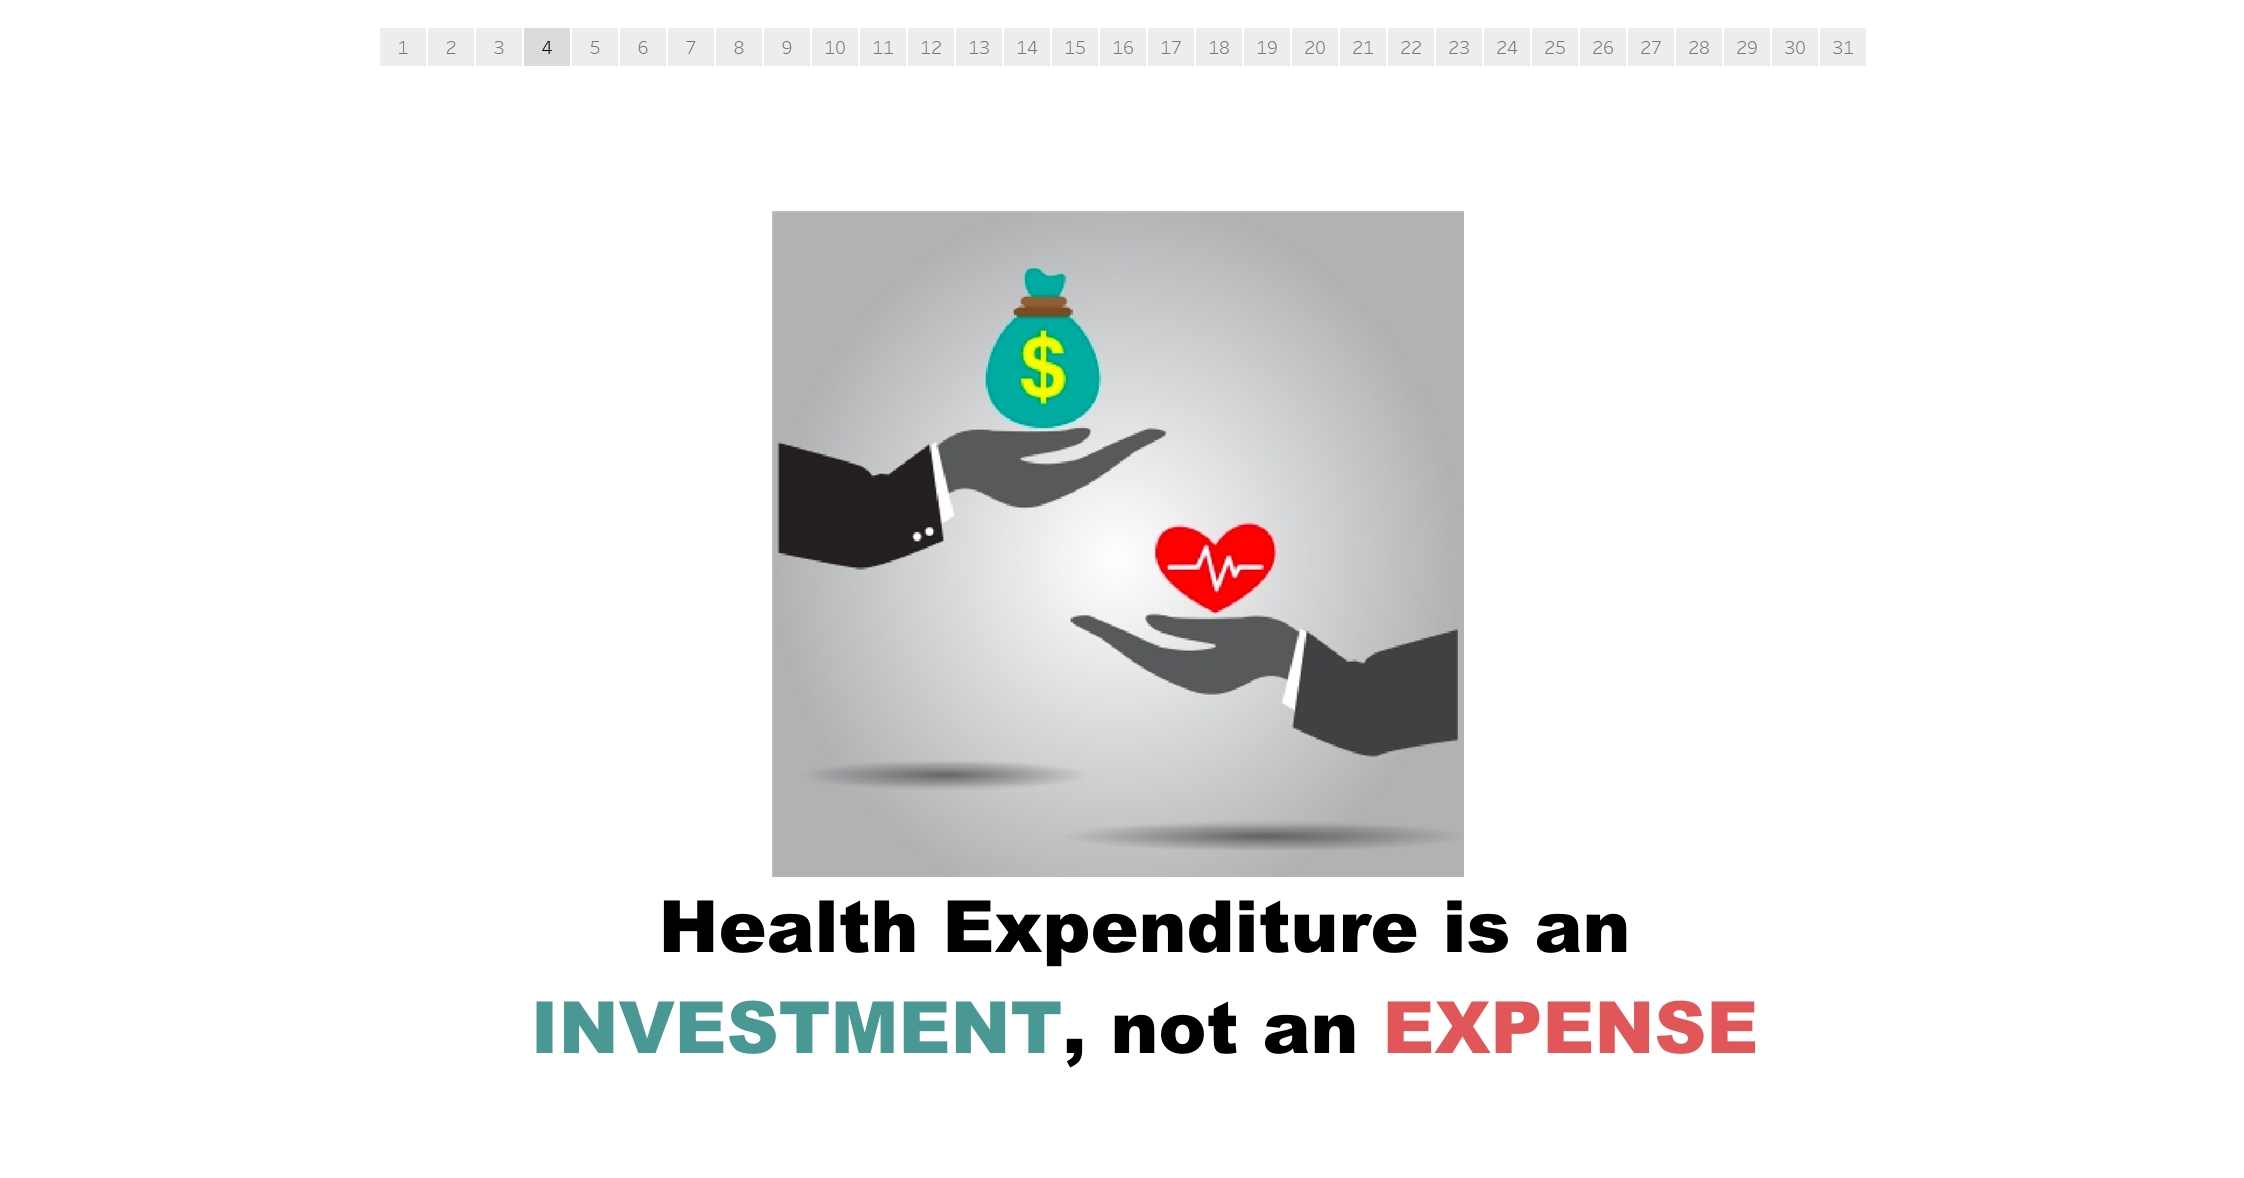 1 2 3 4 5 6 7 8 9 10 11 12 13 14 15 16 17 18 19 20 21 22 23 24 25 26 27 28 29 30 31
$
Health Expenditure is an
INVESTMENT, not an EXPENSE